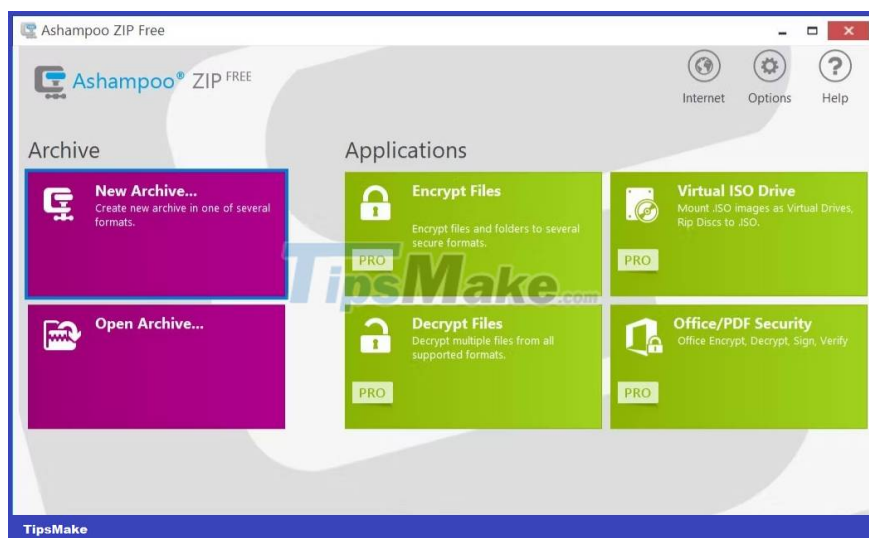 Ashampoo ZIP Free
Ashampoo® ZIP FREE
Internet
Options
Help
Archive
Applications
New Archive...
Create new archive in one of several
formats.
Encrypt Files
Encrypt files and folders to several
secure formats.
PRO
Virtual ISO Drive
Mount .ISO images as Virtual Drives,
Rip Discs to .ISO.
PRO
TipsMake.com
Open Archive...
Decrypt Files
Decrypt multiple files from all
supported formats.
PRO
Office/PDF Security
Office Encrypt, Decrypt, Sign, Verify
PRO
TipsMake